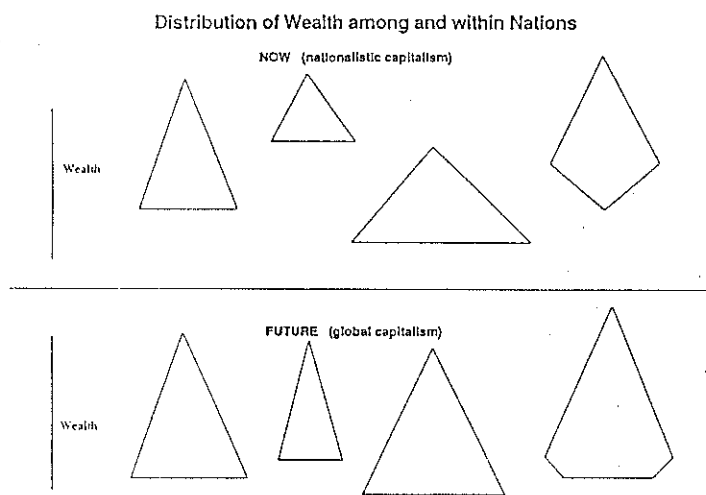 Distribution of Wealth among and within Nations
NOW (nationalistic capitalism)
Wealth
FUTURE (global capitalism)
Wealth